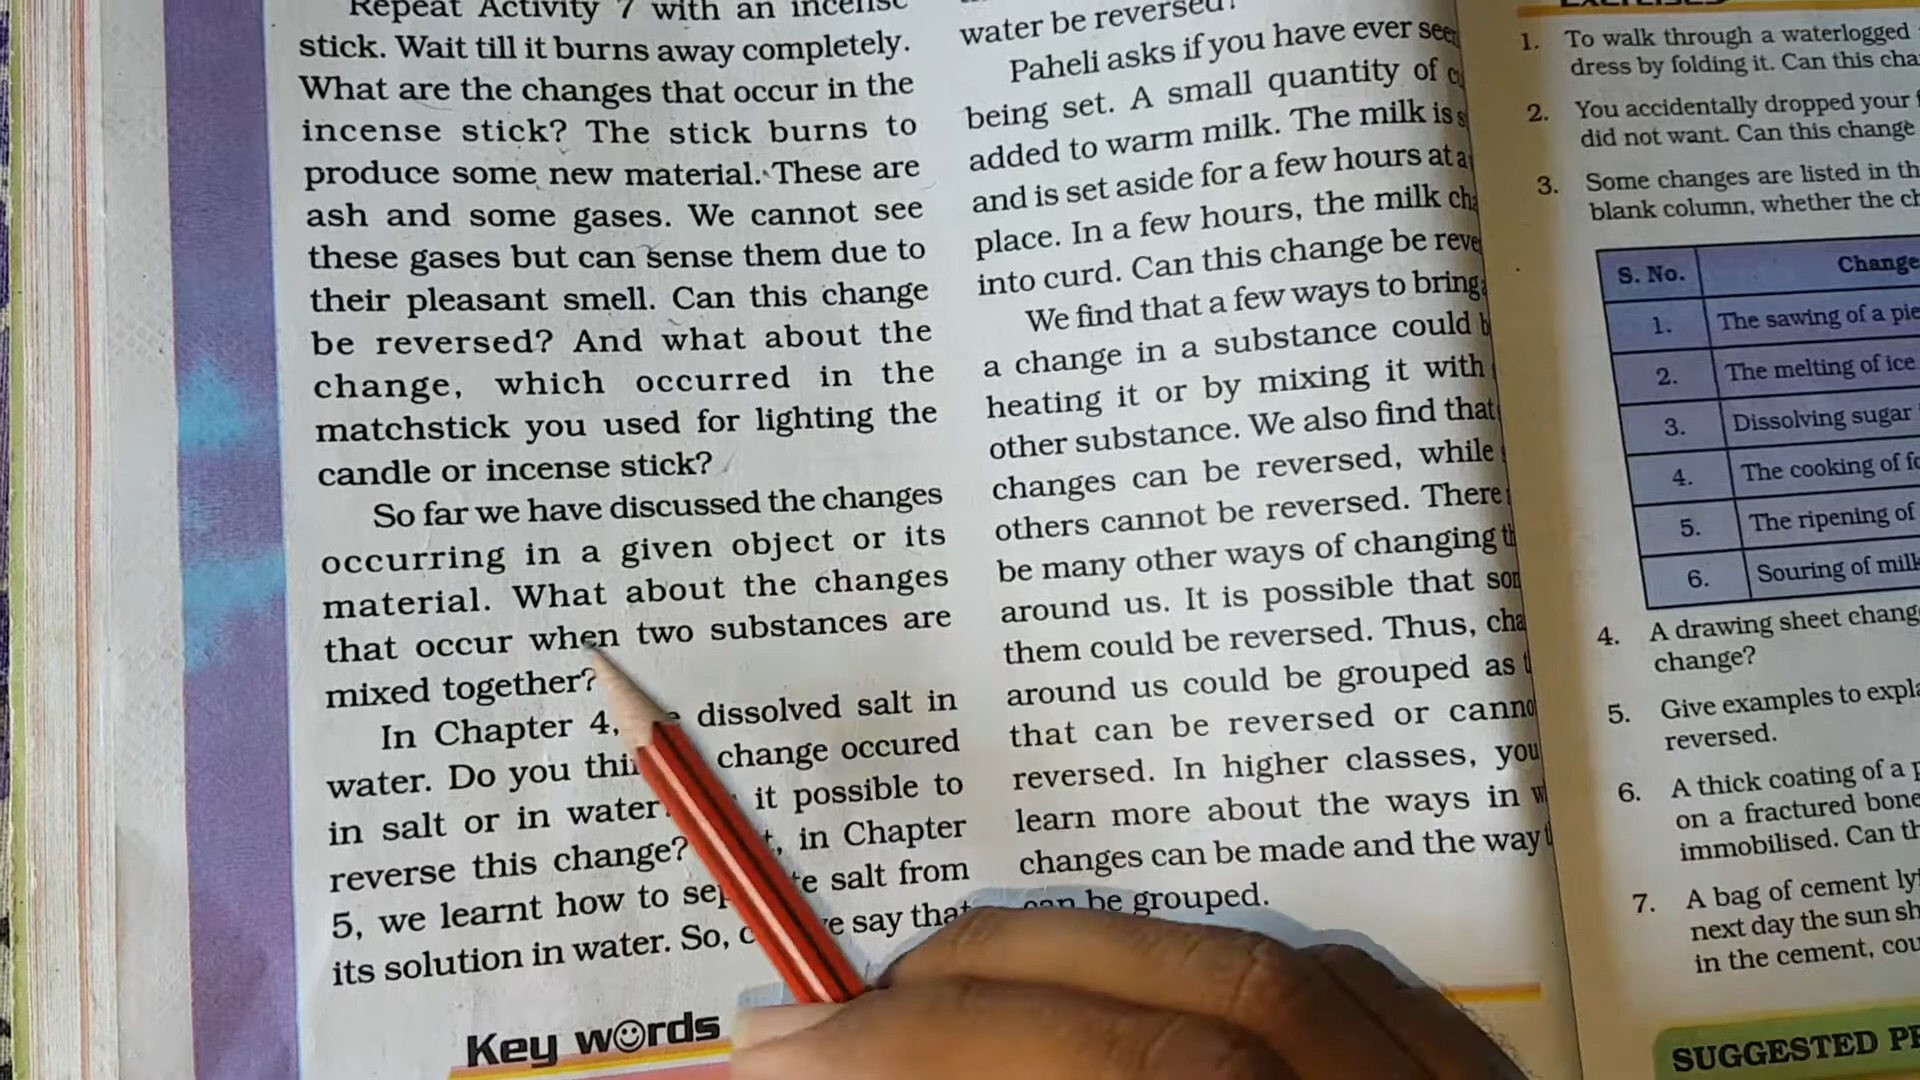 Repeat Activity 7 with an incense
stick. Wait till it burns away completely.
What are the changes that occur in the
incense stick? The stick burns to
produce some new material. These are
ash and some gases. We cannot see
these gases but can sense them due to
their pleasant smell. Can this change
be reversed? And what about the
change, which occurred in the
matchstick you used for lighting the
candle or incense stick?
So far we have discussed the changes
occurring in a given object or its
material. What about the changes
that occur when two substances are
mixed together?
In Chapter 4, dissolved salt in
water. Do you change occured
in salt or in water it possible to
reverse this change? in Chapter
5, we learnt how to salt from
its solution in water. So, say that
Key words
water be reversed?
Paheli asks if you have ever
being set. A small quantity of
added to warm milk. The milk is
and is set aside for a few hours at
place. In a few hours, the milk
into curd. Can this change be
We find that a few ways to bring
a change in a substance could
heating it or by mixing it with
other substance. We also find that
changes can be reversed, while
others cannot be reversed. There
be many other ways of changing
around us. It is possible that
them could be reversed. Thus,
around us could be grouped as
that can be reversed or
reversed. In higher classes, you
learn more about the ways in
changes can be made and the way
can be grouped.
1. To walk through a waterlogged
dress by folding it. Can this
2. You accidentally dropped your
did not want. Can this change
3. Some changes are listed in
blank column, whether the
S. No. Change
1. The sawing of a
2. The melting of ice
3. Dissolving sugar
4. The cooking of
5. The ripening of
6. Souring of milk
4. A drawing sheet
change?
5. Give examples to
reversed.
6. A thick coating of a
on a fractured bone
immobilised. Can
7. A bag of cement
next day the sun
in the cement,
SUGGESTED